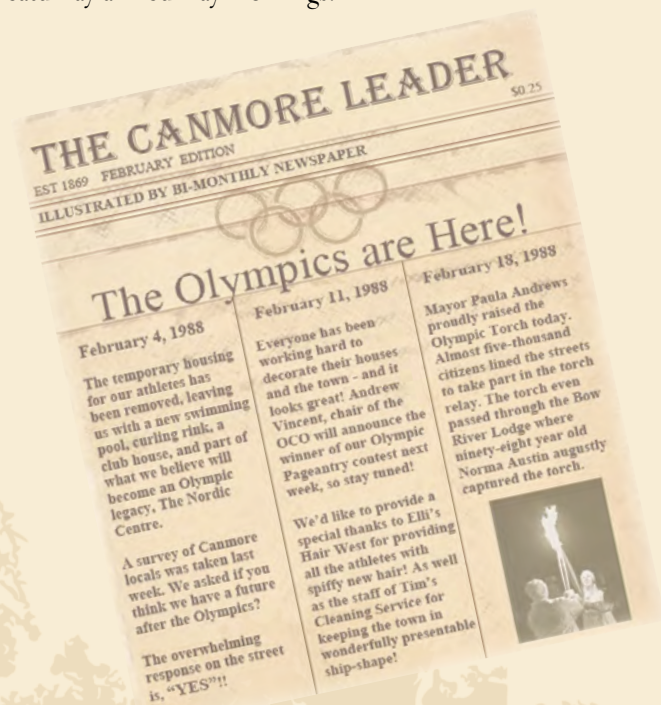 THE CANMORE LEADER
$0.25
EST 1869 FEBRUARY EDITION
ILLUSTRATED BY BI-MONTHLY NEWSPAPER
The Olympics are Here!
February 4, 1988
The temporary housing
for our athletes has
been removed, leaving
us with a new swimming
pool, curling rink, a
club house, and part of
what we believe will
become an Olympic
legacy, The Nordic
Centre.
A survey of Canmore
locals was taken last
week. We asked if you
think we have a future
after the Olympics?
The overwhelming
response on the street
is, “YES”!!
February 11, 1988
Everyone has been
working hard to
decorate their houses
and the town - and it
looks great! Andrew
Vincent, chair of the
OCO will announce the
winner of our Olympic
Pageantry contest next
week, so stay tuned!
We'd like to provide a
special thanks to Elli's
Hair West for providing
all the athletes with
spiffy new hair! As well
as the staff of Tim's
Cleaning Service for
keeping the town in
wonderfully presentable
ship-shape!
February 18, 1988
Mayor Paula Andrews
proudly raised the
Olympic Torch today.
Almost five-thousand
citizens lined the streets
to take part in the torch
relay. The torch even
passed through the Bow
River Lodge where
ninety-eight year old
Norma Austin augustly
captured the torch.